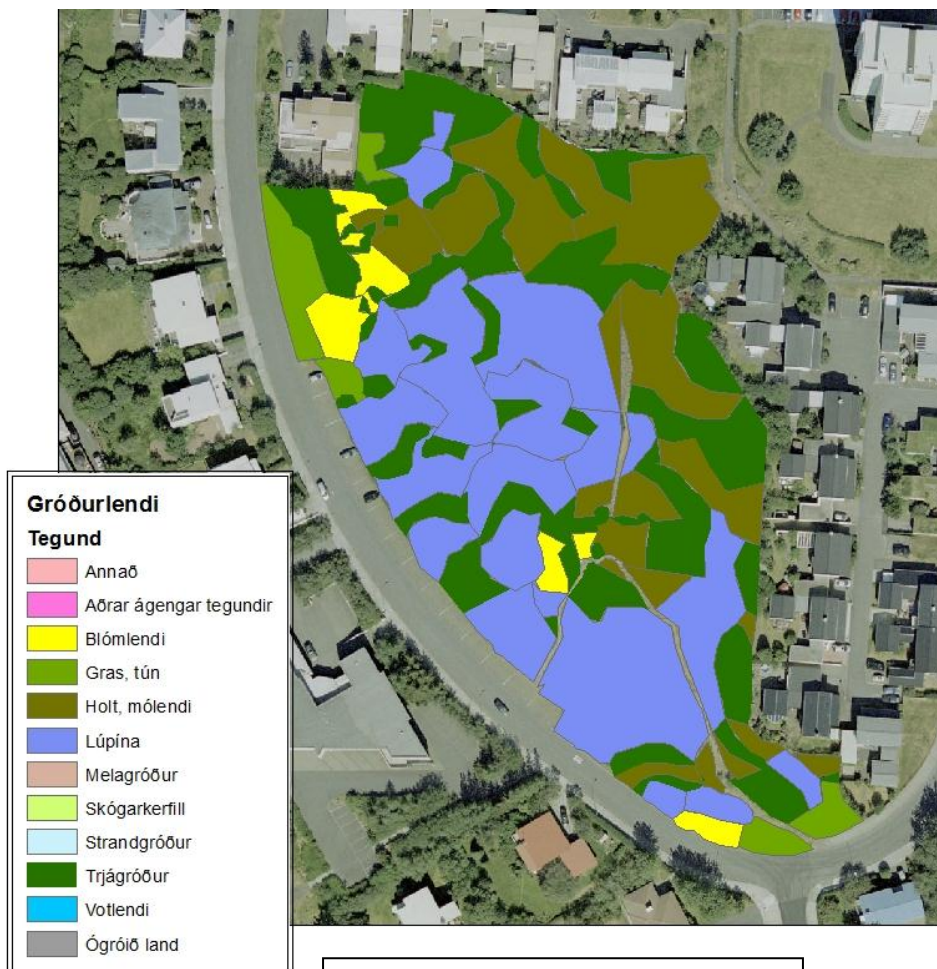 Gróðurlendi
Tegund
Annað
Aðrar ágengar tegundir
Blómlendi
Gras, tún
Holt, mólendi
Lúpína
Melagróður
Skógarkerfill
Strandgróður
Trjágróður
Votlendi
Ógróið land